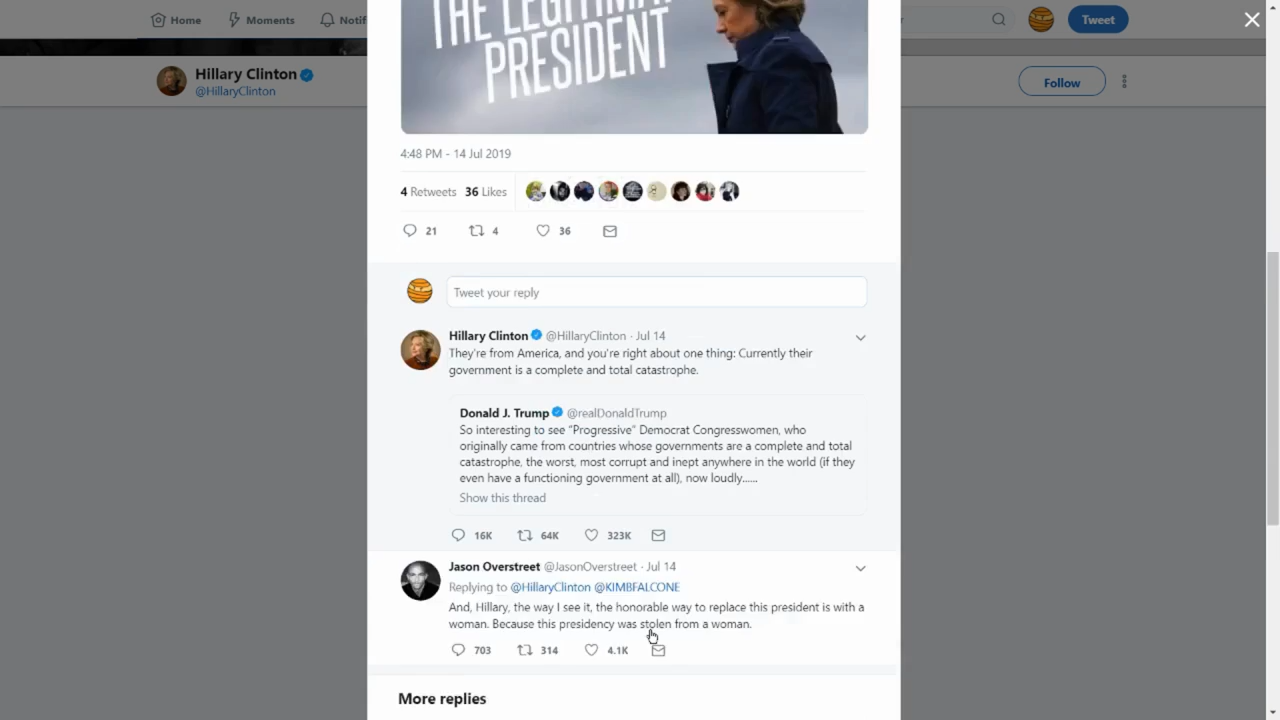 THE LEGITIMATE
PRESIDENT
Home
Moments
Notif
Tweet
Hillary Clinton
@HillaryClinton
Follow
4:48 PM - 14 Jul 2019
4 Retweets 36 Likes
21 4 36
Tweet your reply
Hillary Clinton @HillaryClinton · Jul 14
They're from America, and you're right about one thing: Currently their
government is a complete and total catastrophe.
Donald J. Trump @realDonaldTrump
So interesting to see “Progressive” Democrat Congresswomen, who
originally came from countries whose governments are a complete and total
catastrophe, the worst, most corrupt and inept anywhere in the world (if they
even have a functioning government at all), now loudly......
Show this thread
16K 64K 323K
Jason Overstreet @JasonOverstreet · Jul 14
Replying to @HillaryClinton @KIMBFALCONE
And, Hillary, the way I see it, the honorable way to replace this president is with a
woman. Because this presidency was stolen from a woman.
703 314 4.1K
More replies